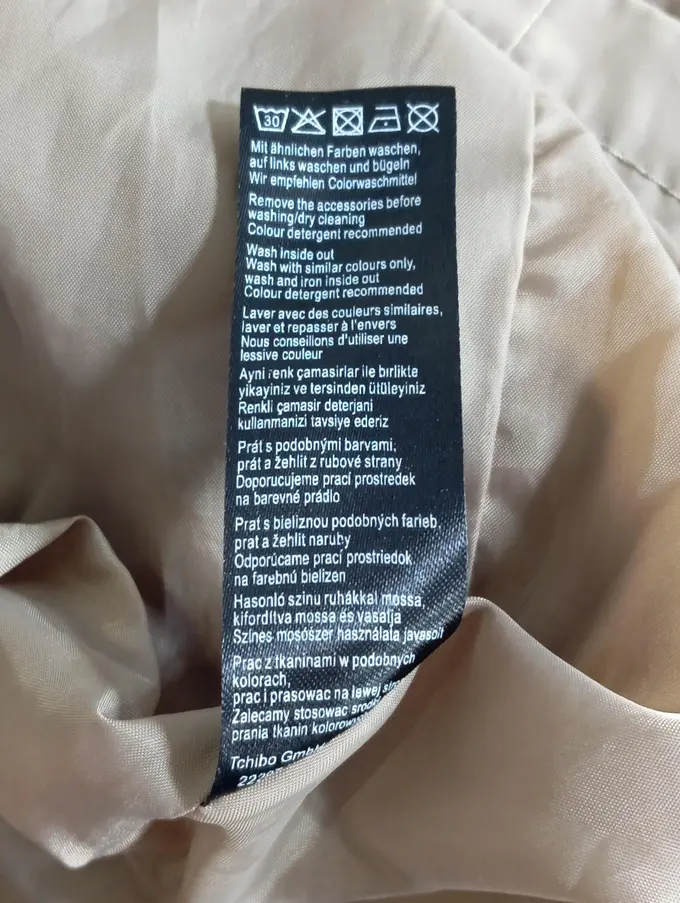 30
Mit ähnlichen Farben waschen,
auf links waschen und bügeln
Wir empfehlen Colorwaschmittel
Remove the accessories before
washing/dry cleaning
Colour detergent recommended
Wash inside out
Wash with similar colours only,
wash and iron inside out
Colour detergent recommended
Laver avec des couleurs similaires,
laver et repasser à l'envers
Nous conseillons d'utiliser une
lessive couleur
Ayni renk çamasirlar ile birlikte
yikayiniz ve tersinden ütüleyiniz
Renkli çamasir deterjani
kullanmanizi tavsiye ederiz
Prát s podobnými barvami,
prát a žehlit z rubové strany
Doporucujeme prací prostredek
na barevné prádlo
Prat s bieliznou podobných farieb,
prat a žehlit naruby
Odporúcame prací prostriedok
na farebnú bielizen
Hasonló szinu ruhákkal mossa,
kifordítva mossa és vasalja
Színes mosószer használata javasolt
Prac z tkaninami w podobnych
kolorach,
prac i prasowac na lewej
Zalecamy stosowac
prania tkanin
Tchibo